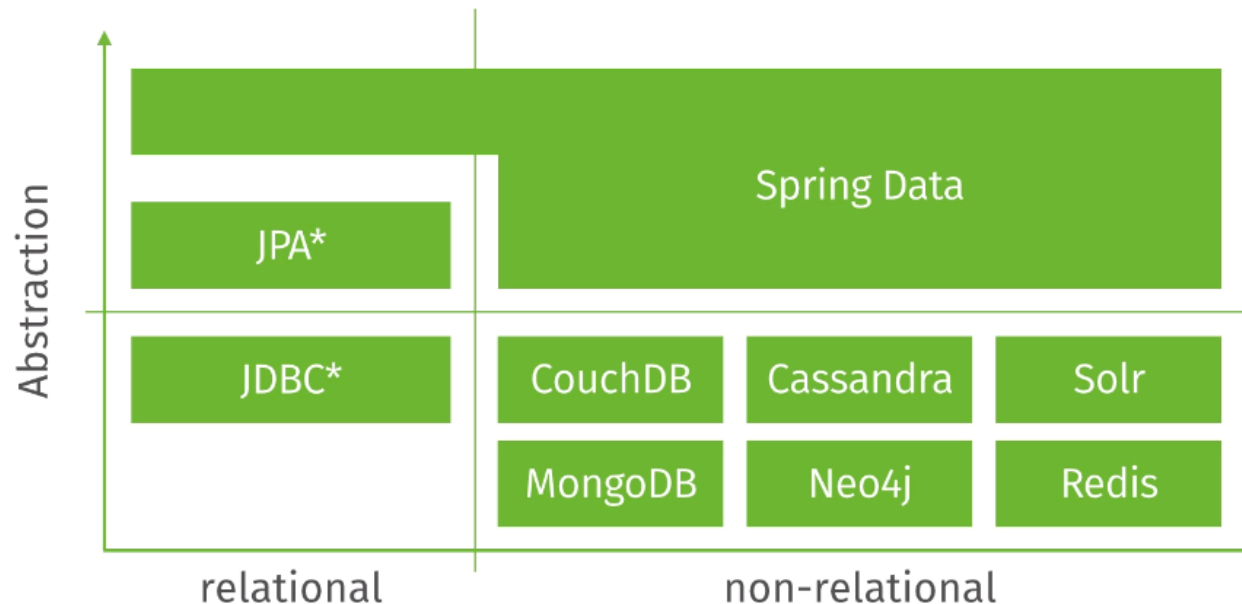 Abstraction
Spring Data
JPA*
JDBC*
CouchDB
Cassandra
Solr
MongoDB
Neo4j
Redis
relational
non-relational